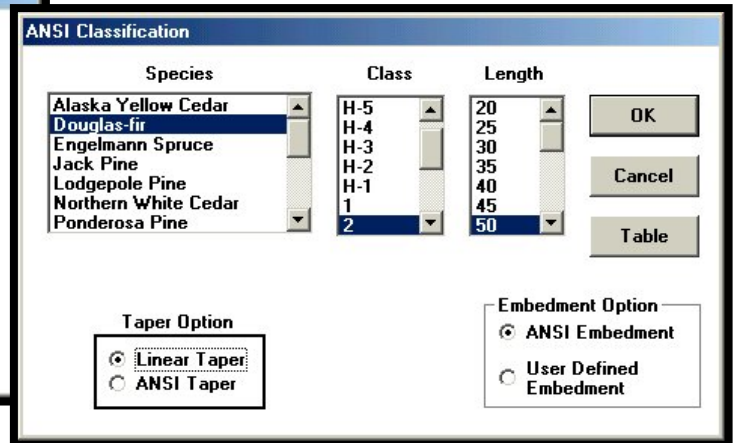 ANSI Classification
Species
Alaska Yellow Cedar
Douglas-fir
Engelmann Spruce
Jack Pine
Lodgepole Pine
Northern White Cedar
Ponderosa Pine
Class
H-5
H-4
H-3
H-2
H-1
1
2
Length
20
25
30
35
40
45
50
OK
Cancel
Table
Taper Option
Linear Taper
ANSI Taper
Embedment Option
ANSI Embedment
User Defined
Embedment